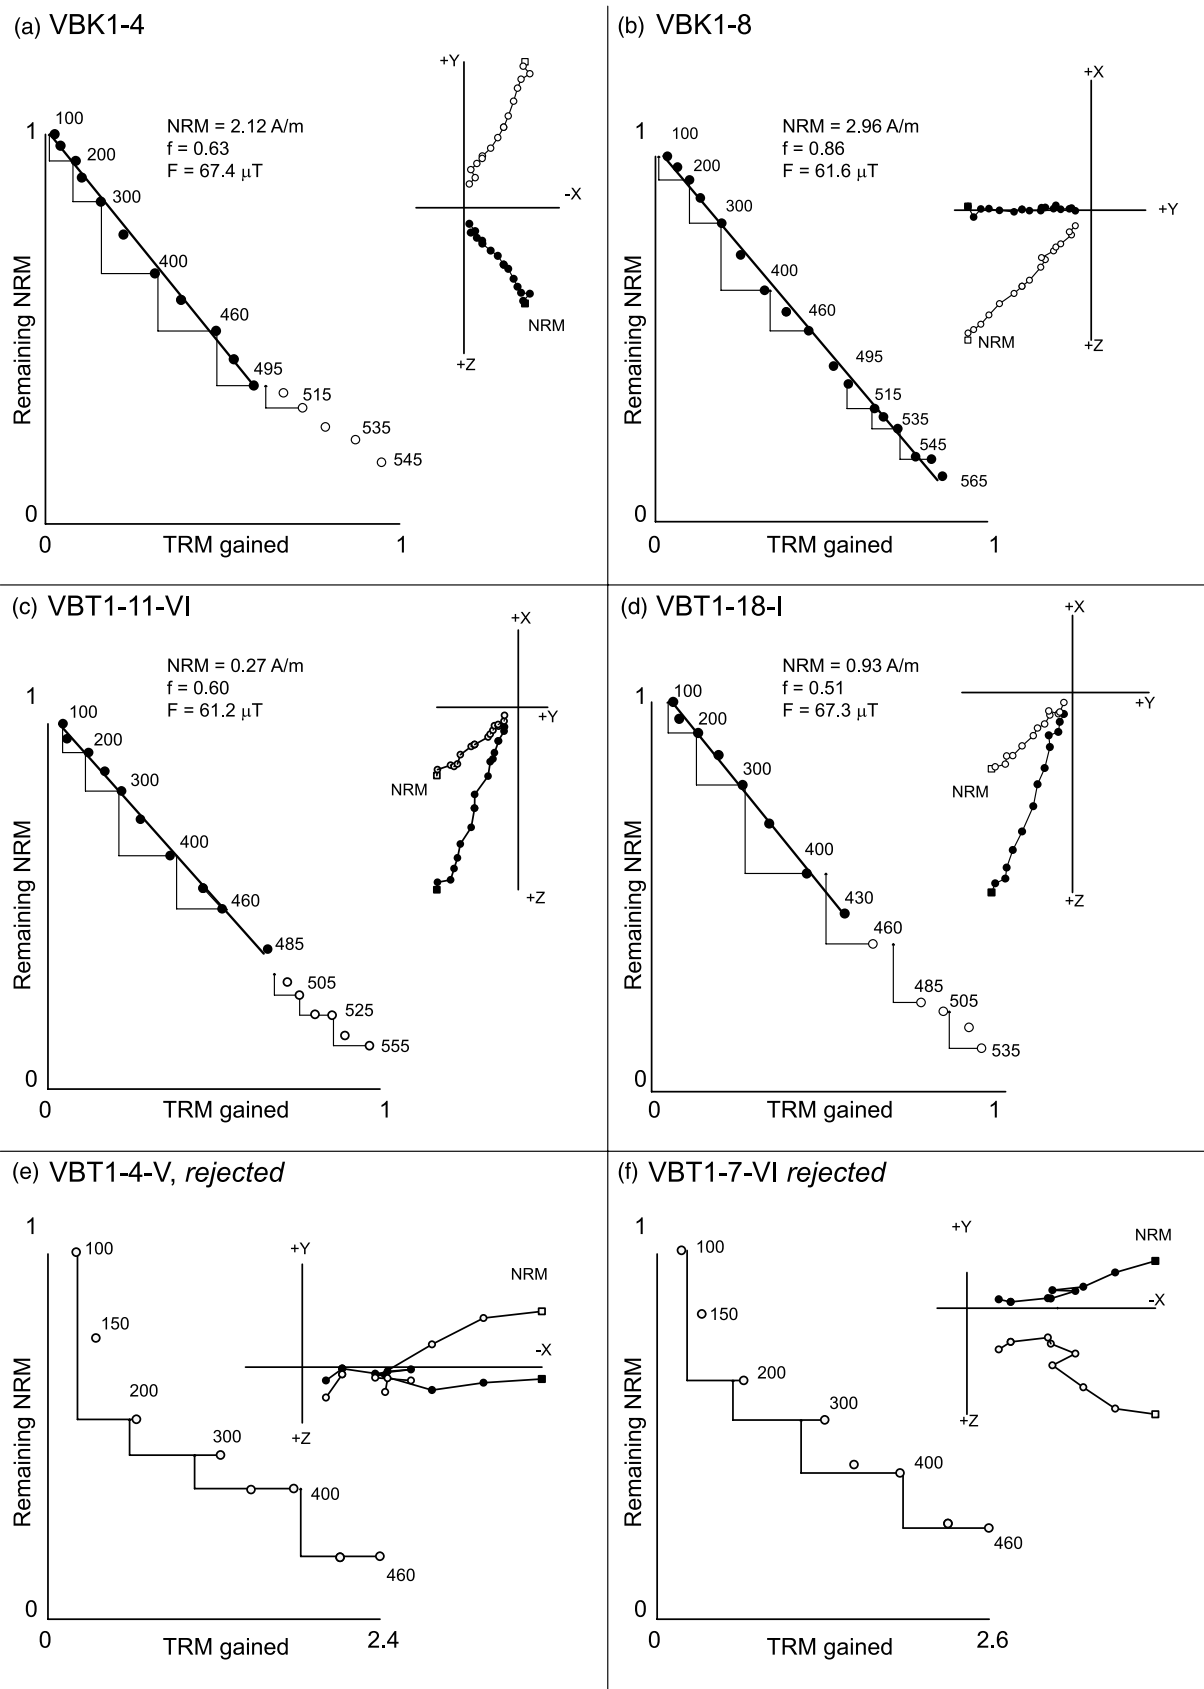 (a) VBK1-4
NRM = 2.12 A/m
f = 0.63
F = 67.4 μT
+Y
-X
+Z
NRM
1
100
200
300
400
460
495
515
535
545
0
0
1
Remaining NRM
TRM gained
(b) VBK1-8
NRM = 2.96 A/m
f = 0.86
F = 61.6 μT
+X
+Y
+Z
NRM
1
100
200
300
400
460
495
515
535
545
565
0
0
1
Remaining NRM
TRM gained
(c) VBT1-11-VI
NRM = 0.27 A/m
f = 0.60
F = 61.2 μT
+X
+Y
+Z
NRM
1
100
200
300
400
460
485
505
525
555
0
0
1
Remaining NRM
TRM gained
(d) VBT1-18-I
NRM = 0.93 A/m
f = 0.51
F = 67.3 μT
+X
+Y
+Z
NRM
1
100
200
300
400
430
460
485
505
535
0
0
1
Remaining NRM
TRM gained
(e) VBT1-4-V, rejected
+Y
NRM
-X
+Z
1
100
150
200
300
400
460
0
0
2.4
Remaining NRM
TRM gained
(f) VBT1-7-VI rejected
+Y
NRM
-X
+Z
1
100
150
200
300
400
460
0
0
2.6
Remaining NRM
TRM gained